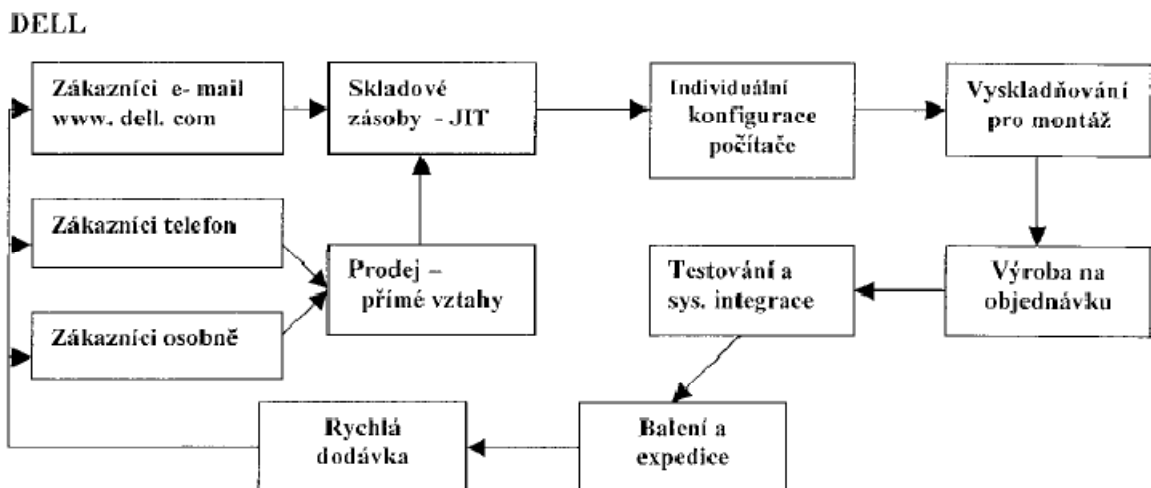 DELL
Zákazníci e- mail
www. dell. com
Skladové
zásoby - JIT
Individuální
konfigurace
počítače
Vyskladňování
pro montáž
Zákazníci telefon
Prodej –
přímé vztahy
Testování a
sys. integrace
Výroba na
objednávku
Zákazníci osobně
Rychlá
dodávka
Balení a
expedice